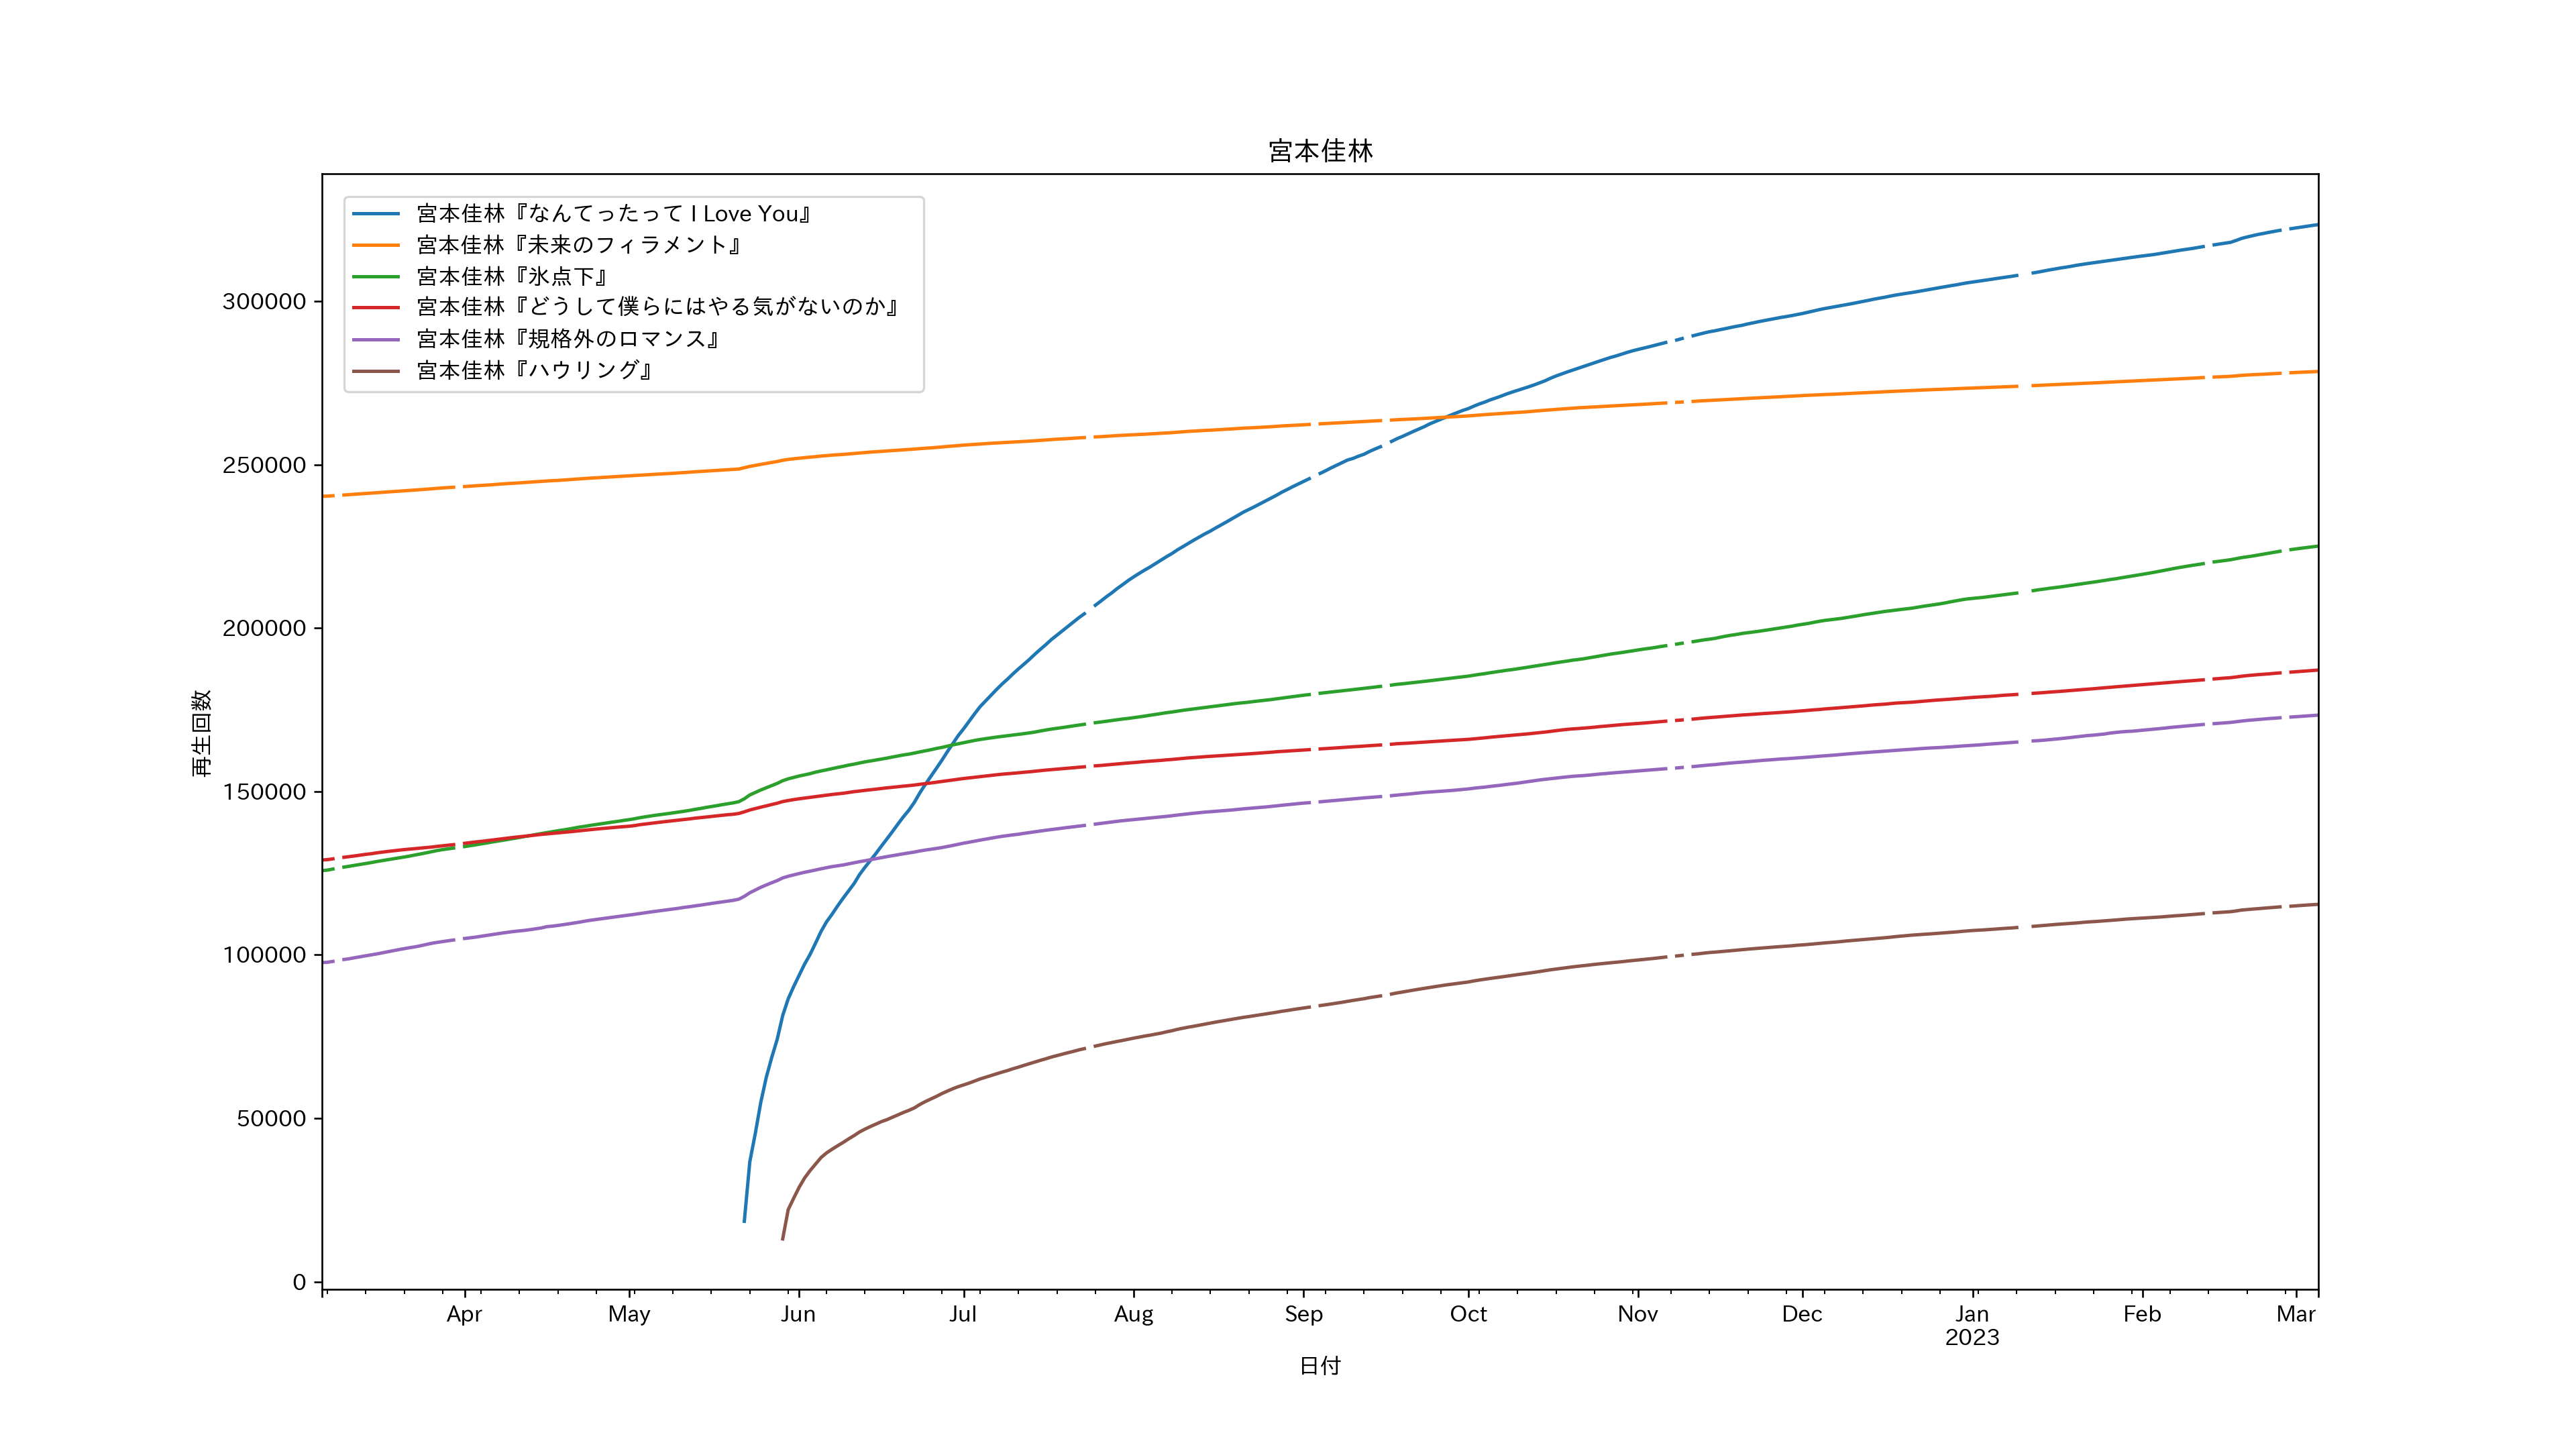 宮本佳林
宮本佳林『なんてったって I Love You』
宮本佳林『未来のフィラメント』
宮本佳林『氷点下』
宮本佳林『どうして僕らにはやる気がないのか』
宮本佳林『規格外のロマンス』
宮本佳林『ハウリング』
300000
250000
200000
150000
100000
50000
0
再生回数
Apr May Jun Jul Aug Sep Oct Nov Dec Jan Feb Mar
2023
日付